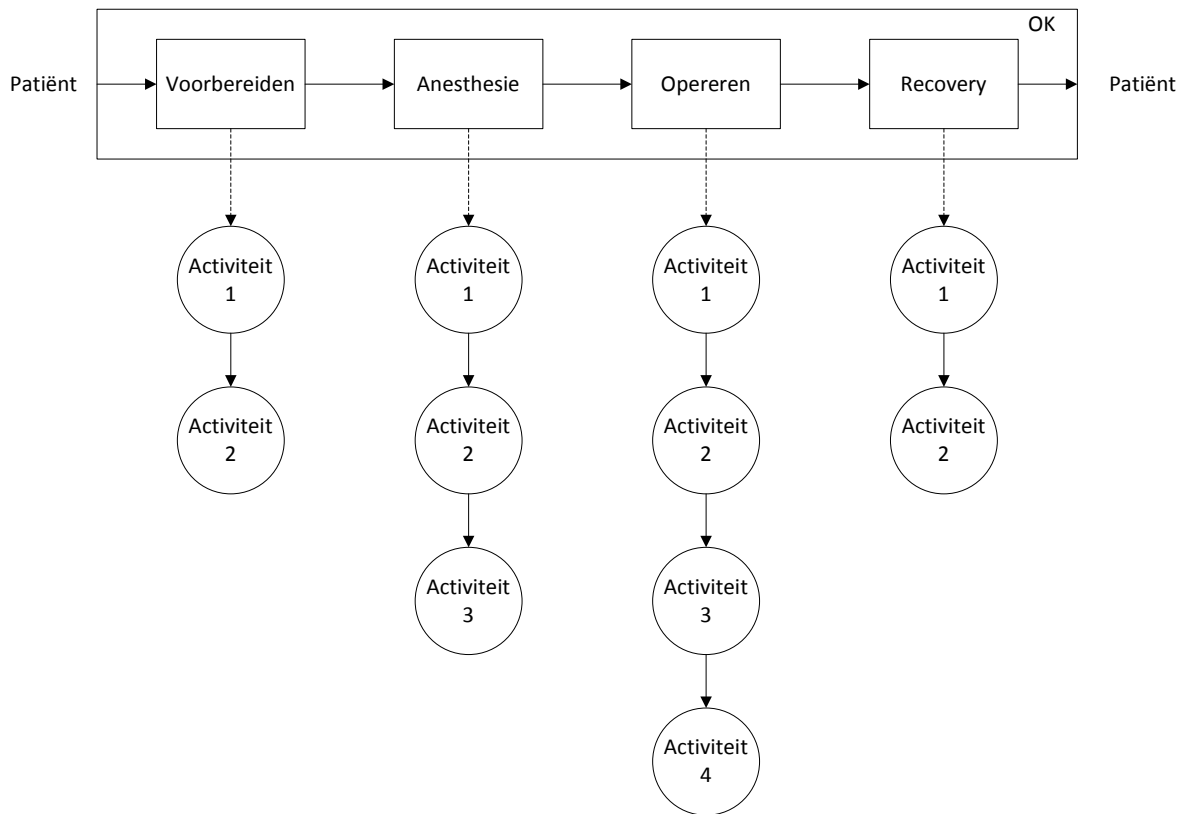 OK
Patiënt
Voorbereiden
Anesthesie
Opereren
Recovery
Patiënt
Activiteit
1
Activiteit
1
Activiteit
1
Activiteit
1
Activiteit
2
Activiteit
2
Activiteit
2
Activiteit
2
Activiteit
3
Activiteit
3
Activiteit
4